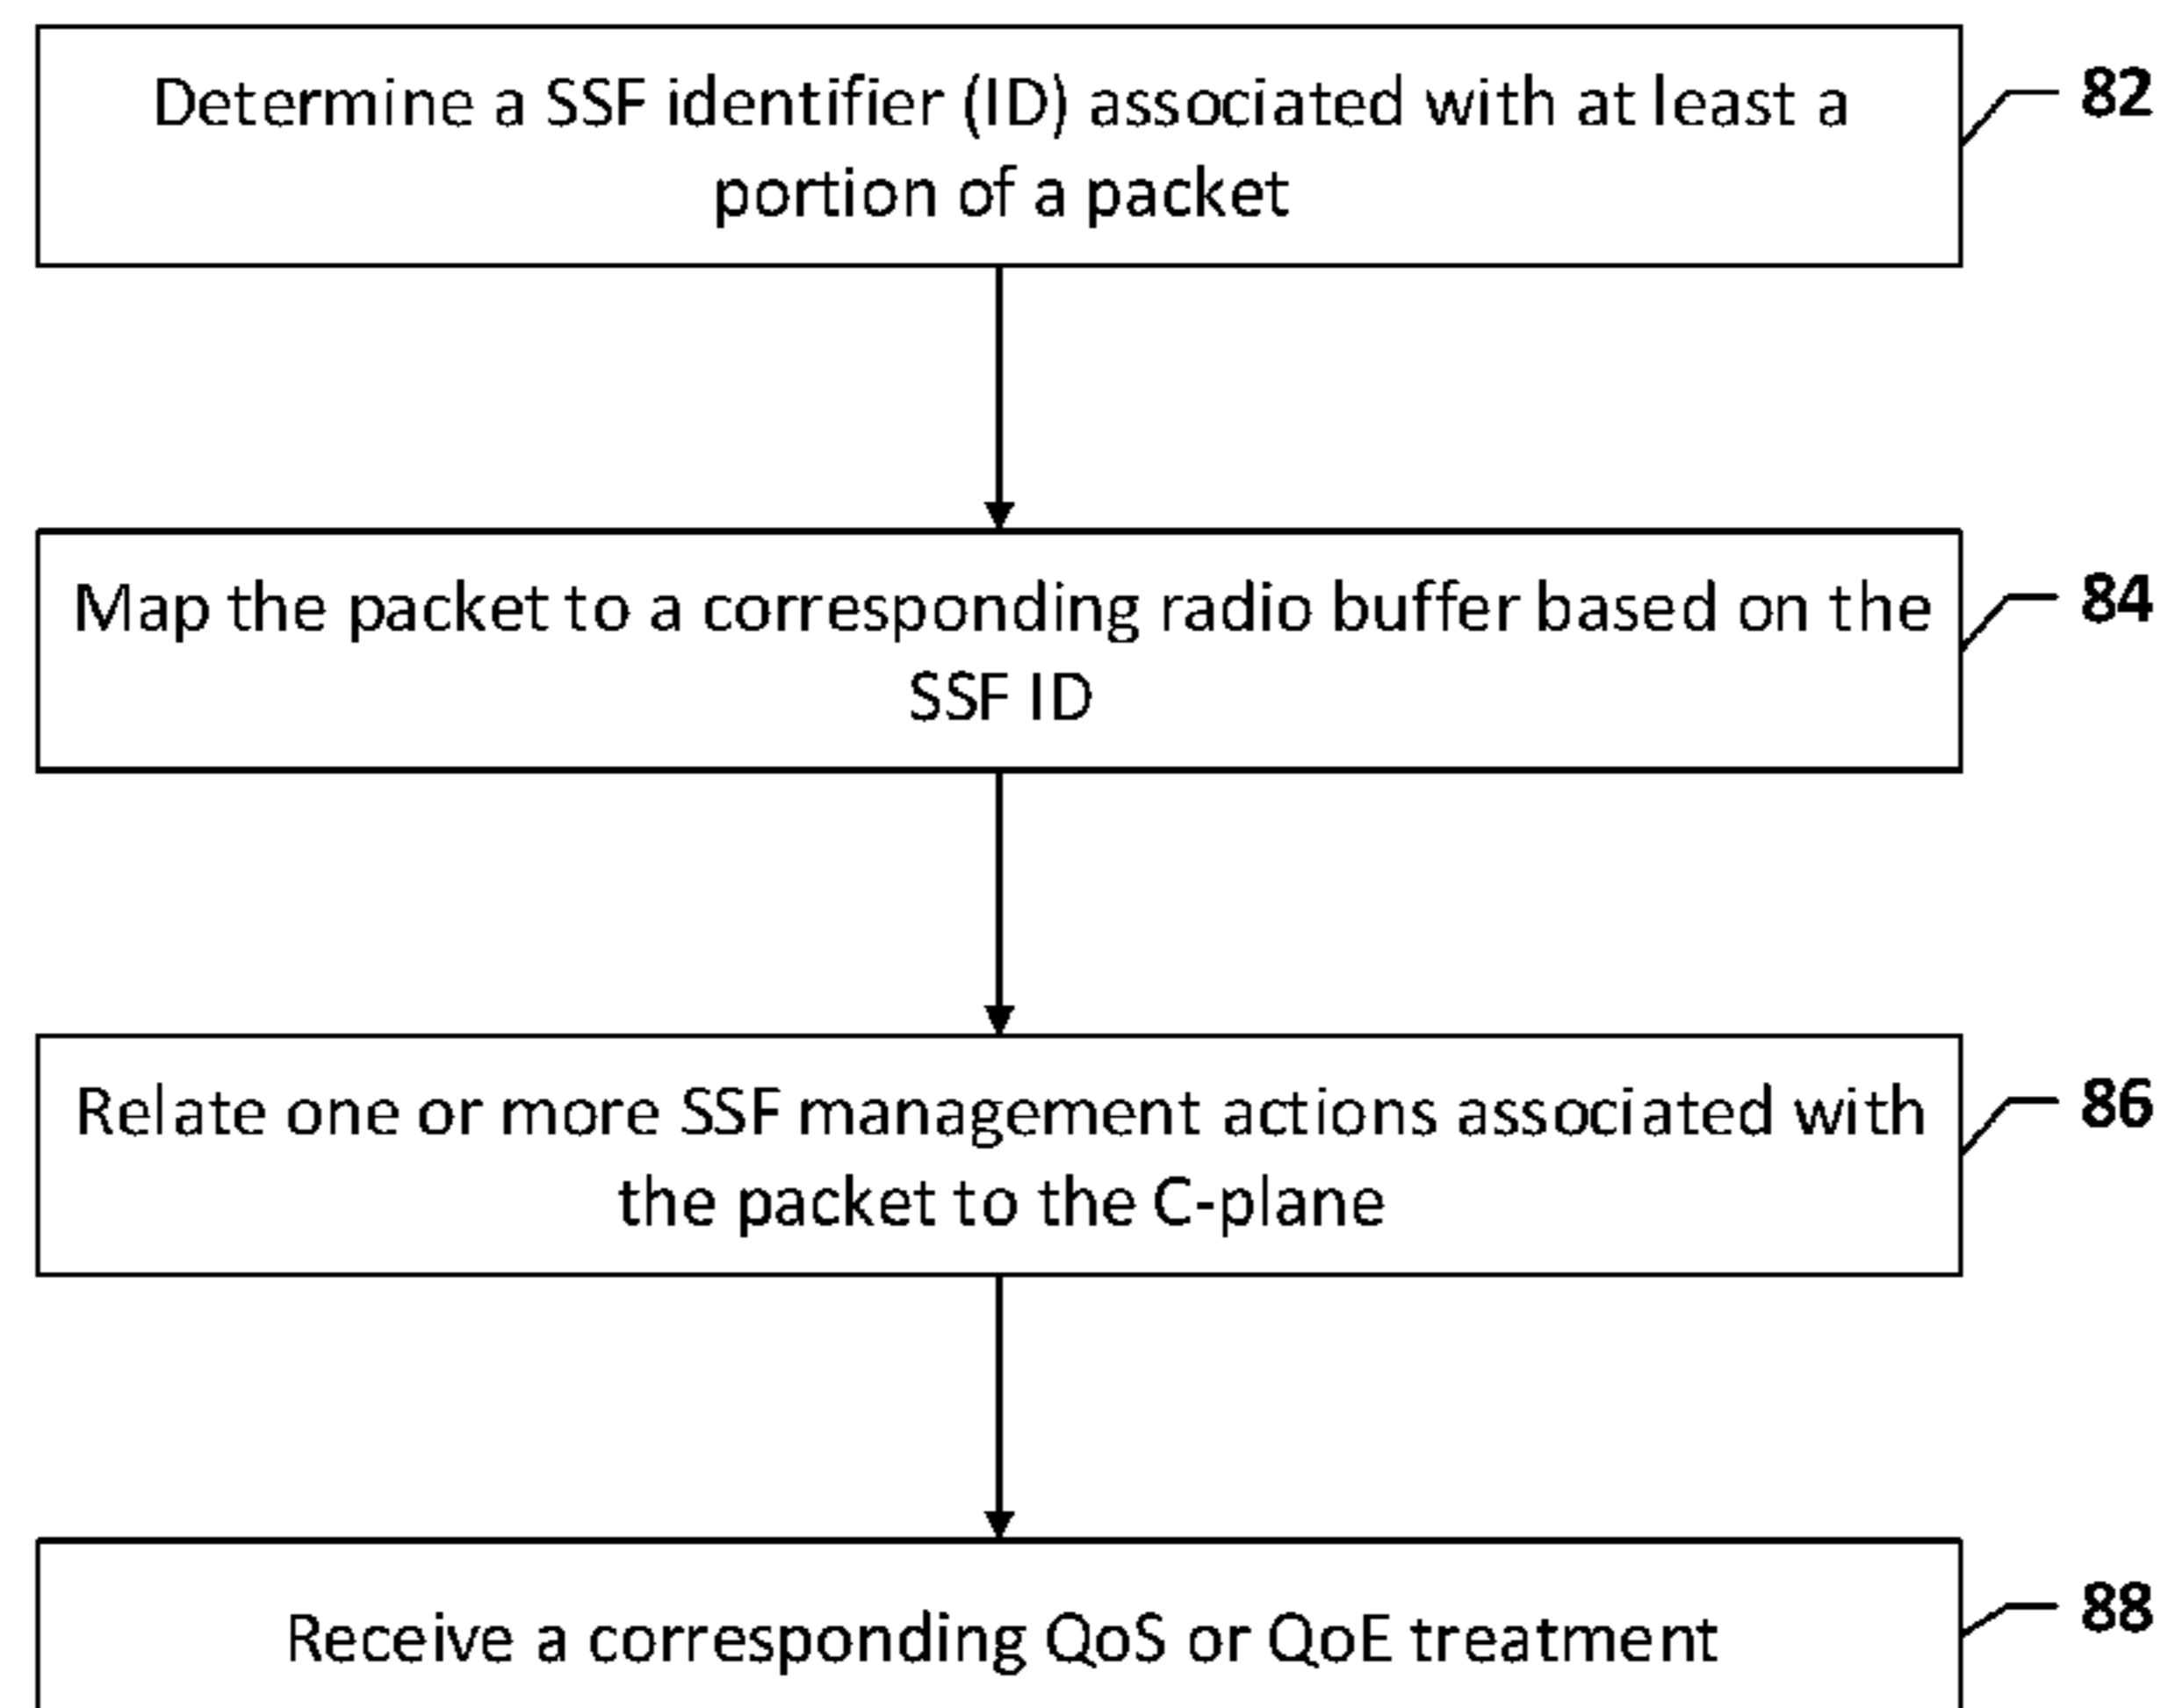 Determine a SSF identifier (ID) associated with at least a
portion of a packet
82
Map the packet to a corresponding radio buffer based on the
SSF ID
84
Relate one or more SSF management actions associated with
the packet to the C-plane
86
Receive a corresponding QoS or QoE treatment
88